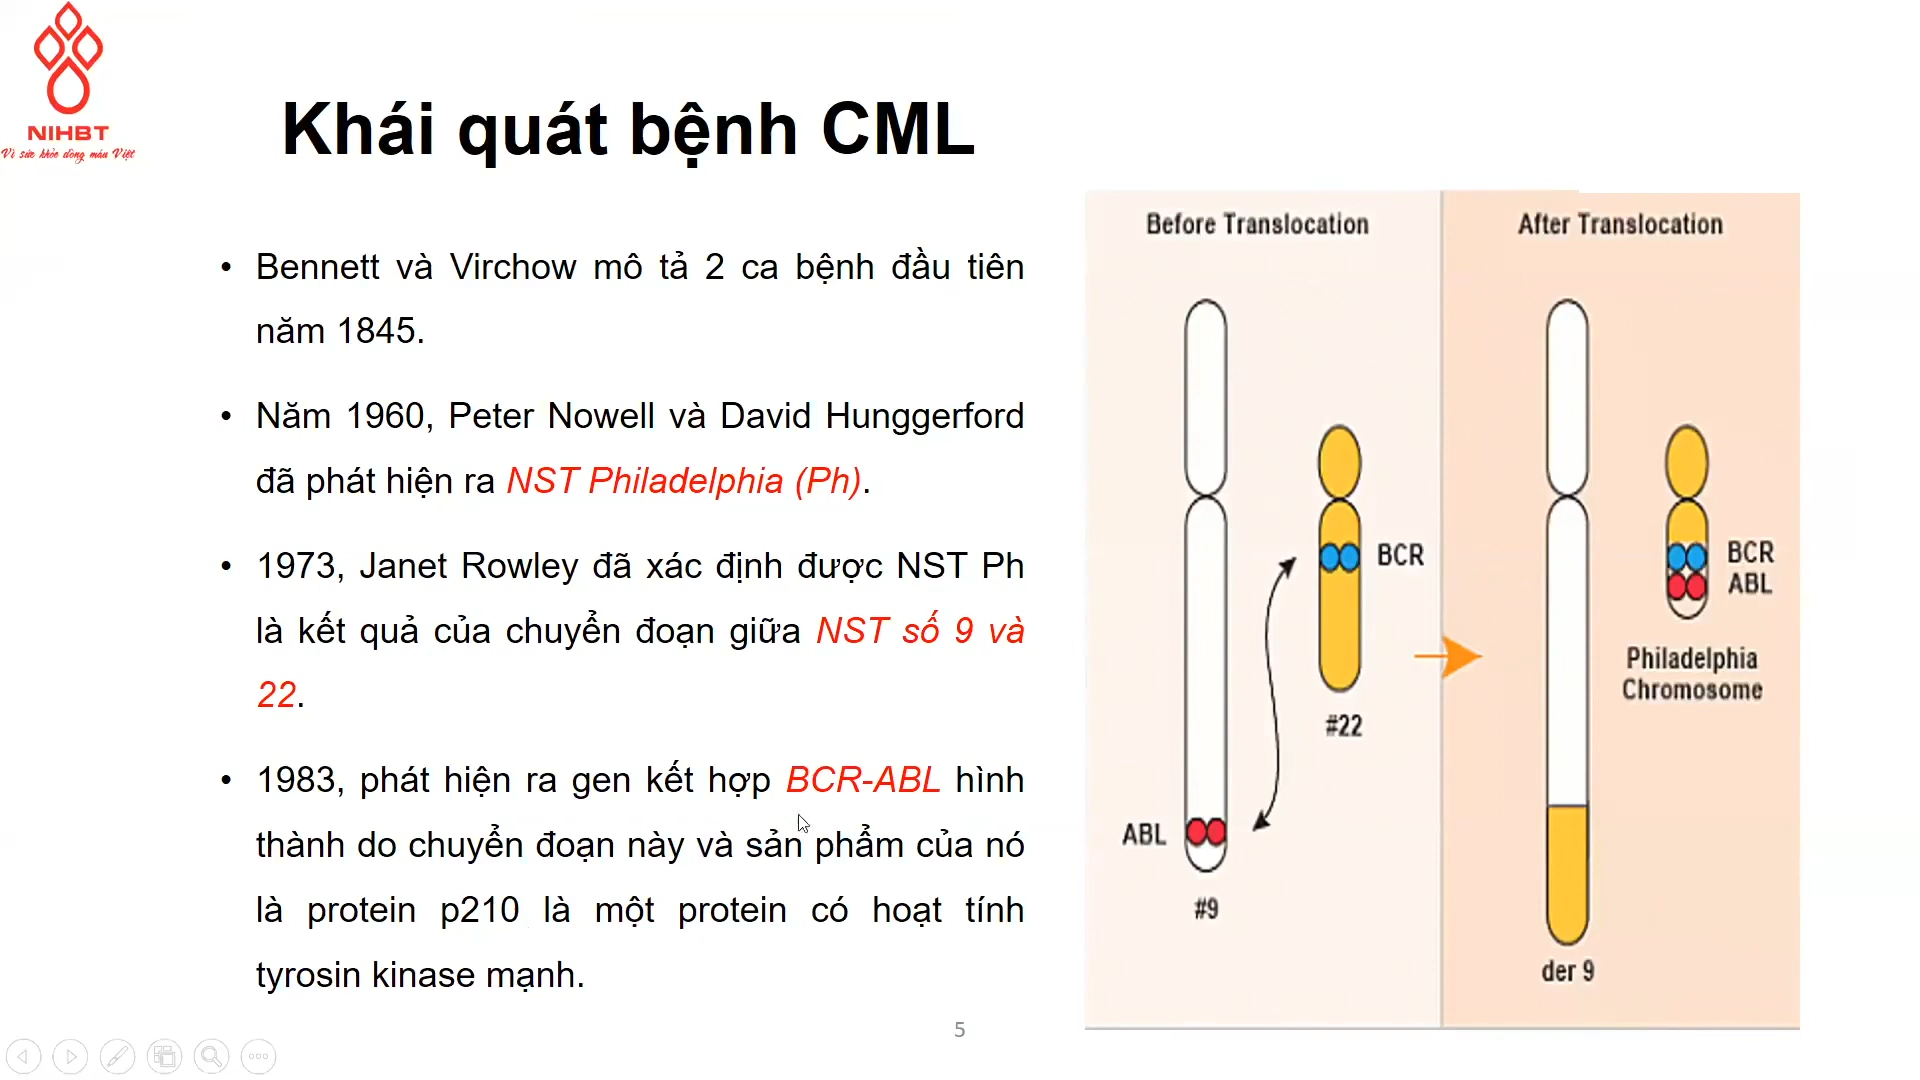 NIHBT
Vì sức khỏe dòng máu Việt
Khái quát bệnh CML
• Bennett và Virchow mô tả 2 ca bệnh đầu tiên
năm 1845.
• Năm 1960, Peter Nowell và David Hunggerford
đã phát hiện ra NST Philadelphia (Ph).
• 1973, Janet Rowley đã xác định được NST Ph
là kết quả của chuyển đoạn giữa NST số 9 và
22.
• 1983, phát hiện ra gen kết hợp BCR-ABL hình
thành do chuyển đoạn này và sản phẩm của nó
là protein p210 là một protein có hoạt tính
tyrosin kinase mạnh.
Before Translocation
BCR
#22
ABL
#9
After Translocation
BCR
ABL
Philadelphia
Chromosome
der 9
5